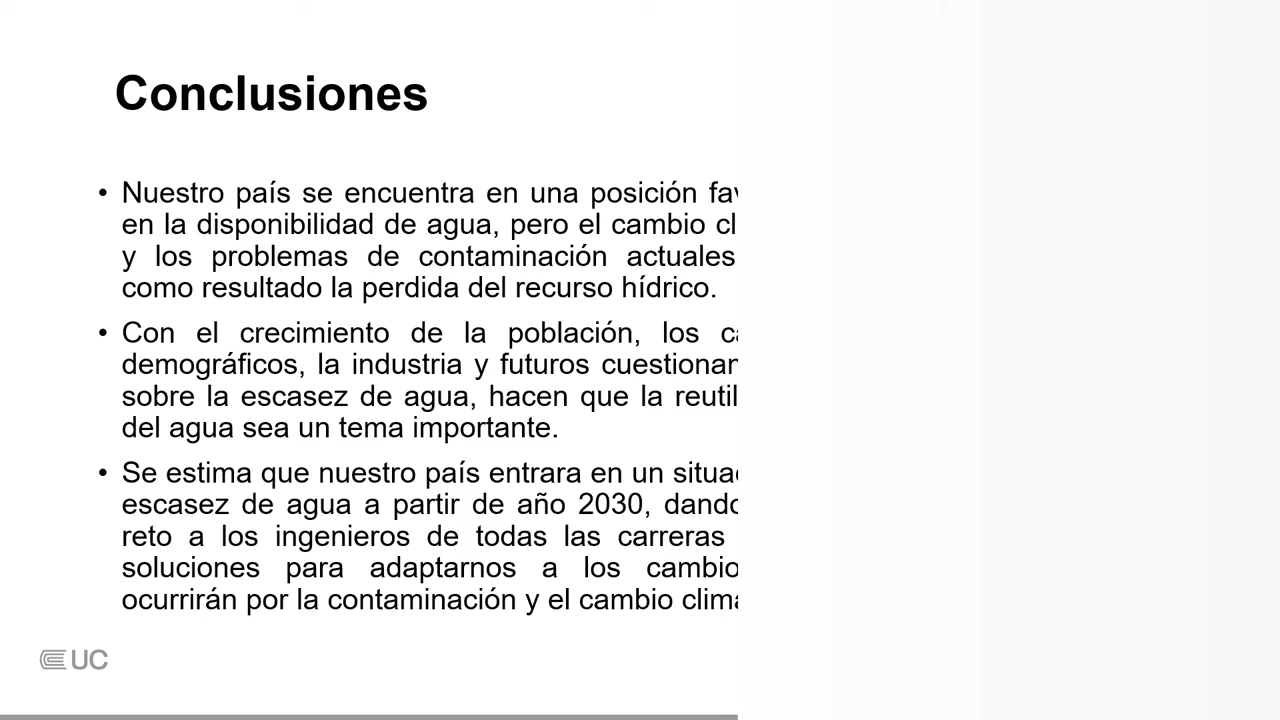 Conclusiones
• Nuestro país se encuentra en una posición
en la disponibilidad de agua, pero el cambio
y los problemas de contaminación actuales
como resultado la perdida del recurso hídrico.
• Con el crecimiento de la población, los
demográficos, la industria y futuros
sobre la escasez de agua, hacen que la
del agua sea un tema importante.
• Se estima que nuestro país entrara en un
escasez de agua a partir de año 2030,
reto a los ingenieros de todas las carreras
soluciones para adaptarnos a los
ocurrirán por la contaminación y el cambio
UC